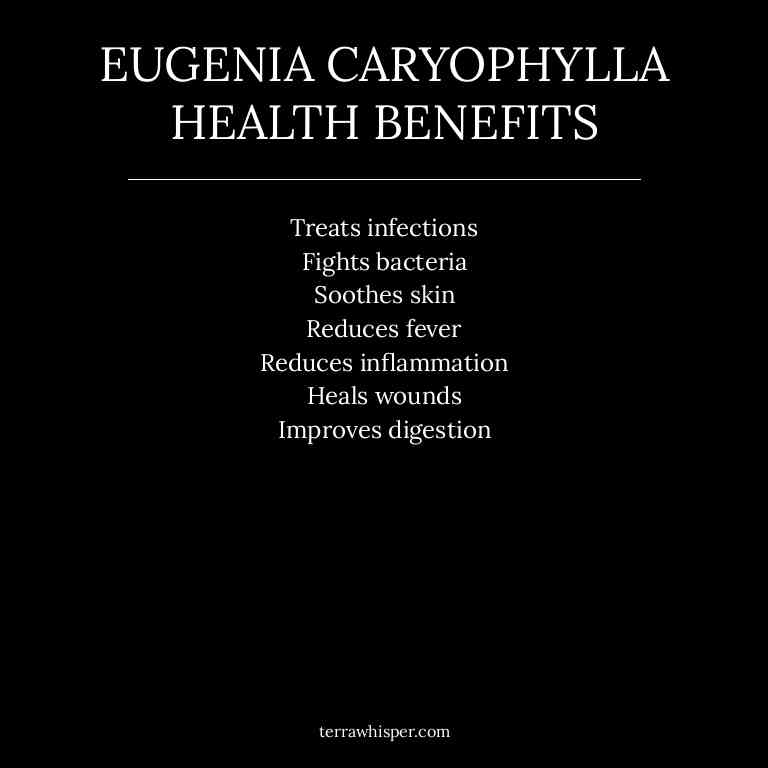 EUGENIA CARYOPHYLLA
HEALTH BENEFITS
Treats infections
Fights bacteria
Soothes skin
Reduces fever
Reduces inflammation
Heals wounds
Improves digestion
terrawhisper.com